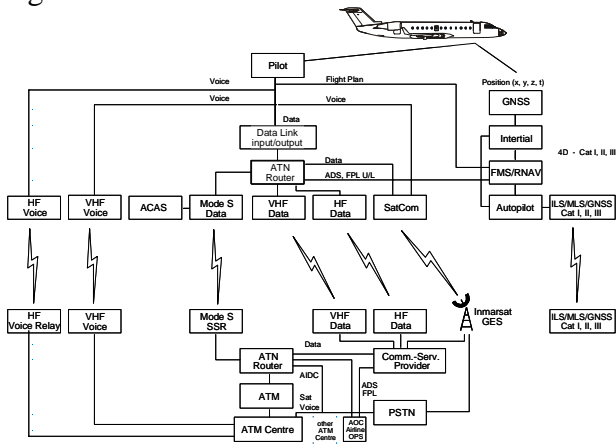 Pilot
Voice
Flight Plan
Position (x, y, z, t)
Voice
Voice
GNSS
Data
Data Link
input/output
Intertial
4D - Cat I, II, III
ATN
Router
Data
ADS, FPL U/L
FMS/RNAV
HF
Voice
VHF
Voice
ACAS
Mode S
Data
VHF
Data
HF
Data
SatCom
Autopilot
ILS/MLS/GNSS
Cat I, II, III
HF
Voice Relay
VHF
Voice
Mode S
SSR
VHF
Data
HF
Data
Inmarsat
GES
ILS/MLS/GNSS
Cat I, II, III
ATN
Router
Data
Comm.-Serv.
Provider
AIDC
ADS
FPL
ATM
Sat
Voice
PSTN
ATM Centre
other
ATM
Centre
AOC
Airline
OPS